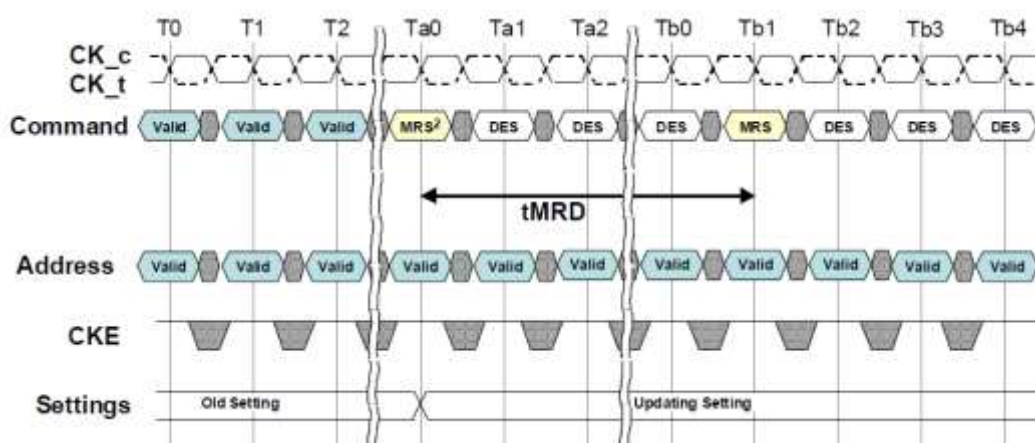 T0 T1 T2 Ta0 Ta1 Ta2 Tb0 Tb1 Tb2 Tb3 Tb4
CK_c
CK_t
Command Valid Valid Valid MRS² DES DES DES MRS DES DES DES
tMRD
Address Valid Valid Valid Valid Valid Valid Valid Valid Valid Valid Valid
CKE
Settings Old Setting Updating Setting